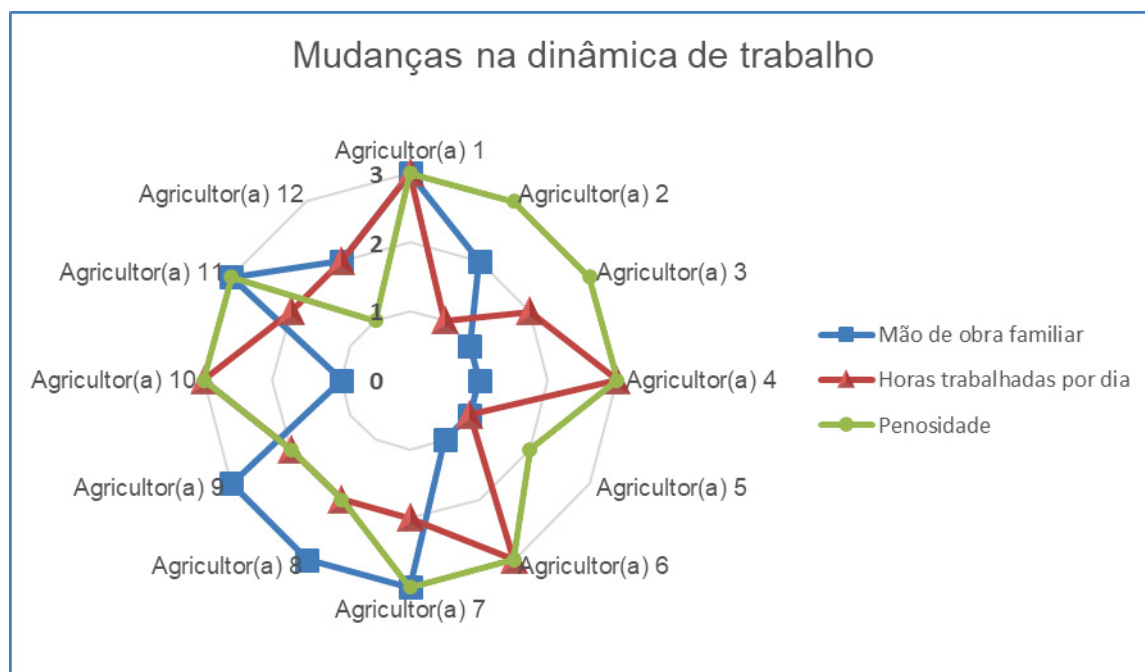 Mudanças na dinâmica de trabalho
Agricultor(a) 1
Agricultor(a) 2
Agricultor(a) 3
Agricultor(a) 4
Agricultor(a) 5
Agricultor(a) 6
Agricultor(a) 7
Agricultor(a) 8
Agricultor(a) 9
Agricultor(a) 10
Agricultor(a) 11
Agricultor(a) 12
3
2
1
0
Mão de obra familiar
Horas trabalhadas por dia
Penosidade